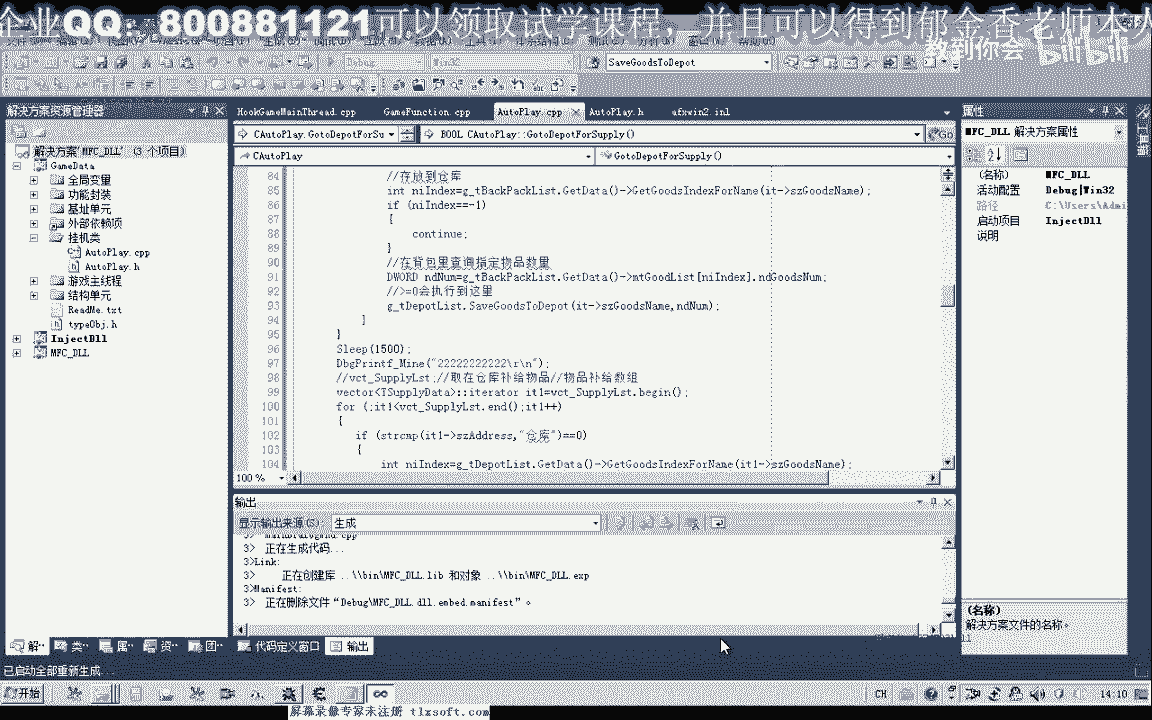 企业QQ：800881121可以领取试学课程，并且可以得到郁金香老师本人
教到你会 bilibili
Debug Win32 SaveGoodsToDepot
解决方案资源管理器
解决方案"MFC_DLL" (3 个项目)
GameData
全局变量
功能封装
基址单元
外部依赖项
挂机类
AutoPlay.cpp
AutoPlay.h
游戏主线程
结构单元
ReadMe.txt
typeObj.h
InjectDll
MFC_DLL
HookGameMainThread.cpp GameFunction.cpp AutoPlay.cpp AutoPlay.h afxwin2.inl
CAutoPlay.GotoDepotForSu BOOL CAutoPlay::GotoDepotForSupply() Go
CAutoPlay GotoDepotForSupply()
84 //存放到仓库
85 int niIndex=g_tBackPackList.GetData()->GetGoodsIndexForName(it->szGoodsName);
86 if (niIndex==-1)
87 {
88 continue;
89 }
90 //在背包里查询指定物品数量
91 DWORD ndNum=g_tBackPackList.GetData()->mtGoodList[niIndex].ndGoodsNum;
92 //>=0会执行到这里
93 g_tDepotList.SaveGoodsToDepot(it->szGoodsName,ndNum);
94 }
95 }
96 Sleep(1500);
97 DbgPrintf_Mine("22222222222\r\n");
98 //vct_SupplyLst;//取在仓库补给物品//物品补给数组
99 vector<TSupplyData>::iterator it1=vct_SupplyLst.begin();
100 for (;it1<vct_SupplyLst.end();it1++)
101 {
102 if (strcmp(it1->szAddress,"仓库")==0)
103 {
104 int niIndex=g_tDepotList.GetData()->GetGoodsIndexForName(it1->szGoodsName);
100 %
输出
显示输出来源(S): 生成
3> 正在生成代码...
3>Link:
3> 正在创建库 ..\\bin\MFC_DLL.lib 和对象 ..\\bin\MFC_DLL.exp
3>Manifest:
3> 正在删除文件“Debug\MFC_DLL.dll.embed.manifest”。
属性
MFC_DLL 解决方案属性
(名称) MFC_DLL
活动配置 Debug|Win32
路径 C:\Users\Admi
启动项目 InjectDll
说明
(名称)
解决方案文件的名称。
解·· 类·· 属·· 资·· 团·· 代码定义窗口 输出
已启动全部重新生成...
开始 CH 14:10
屏幕录像专家未注册 tlxsoft.com